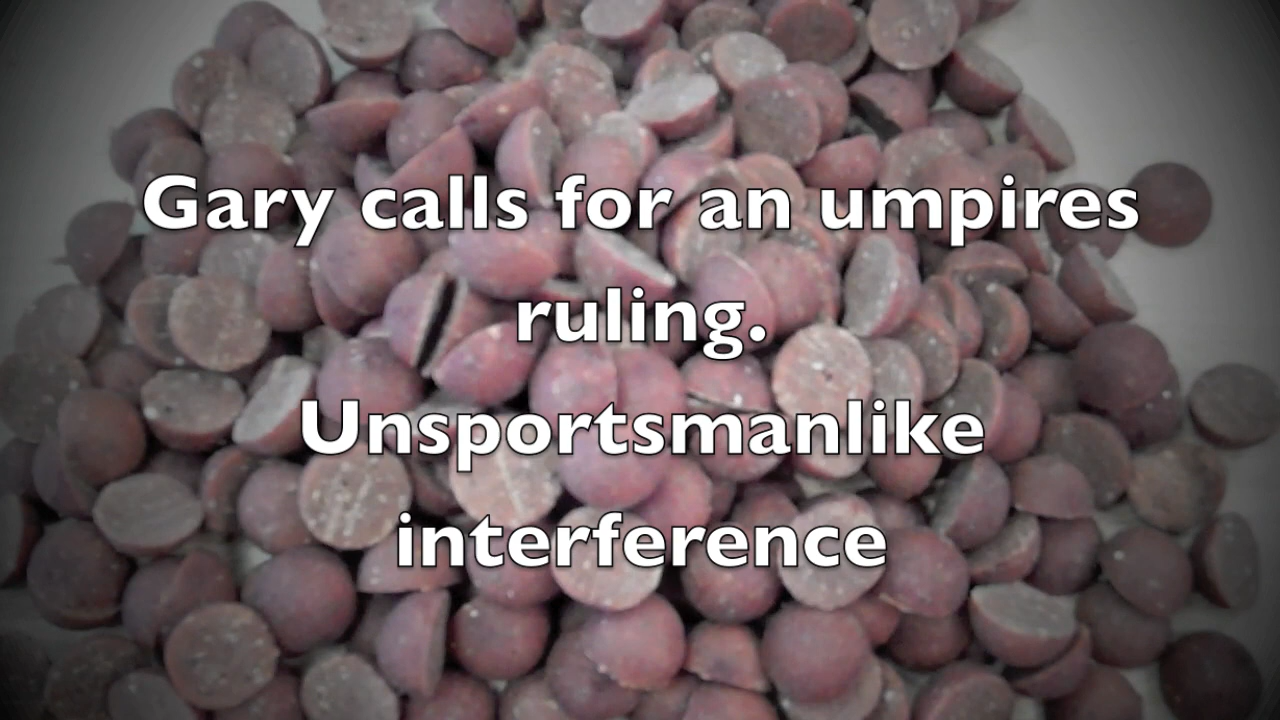 Gary calls for an umpires
ruling.
Unsportsmanlike
interference